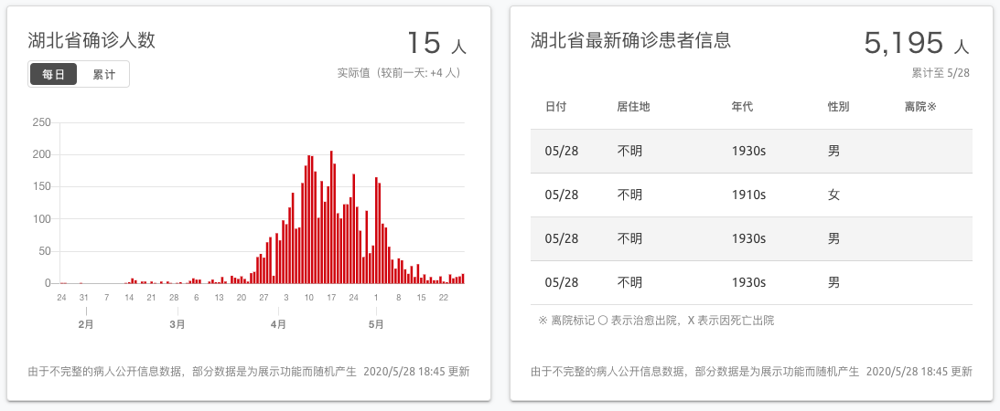 湖北省确诊人数
15 人
每日 累计
实际值（较前一天: +4 人）
250
200
150
100
50
0
24 31 7 14 21 28 6 13 20 27 3 10 17 24 1 8 15 22
2月 3月 4月 5月
由于不完整的病人公开信息数据，部分数据是为展示功能而随机产生 2020/5/28 18:45 更新
湖北省最新确诊患者信息
5,195 人
累计至 5/28
日付 居住地 年代 性別 离院※
05/28 不明 1930s 男
05/28 不明 1910s 女
05/28 不明 1930s 男
05/28 不明 1930s 男
※ 离院标记 〇 表示治愈出院，X 表示因死亡出院
由于不完整的病人公开信息数据，部分数据是为展示功能而随机产生 2020/5/28 18:45 更新